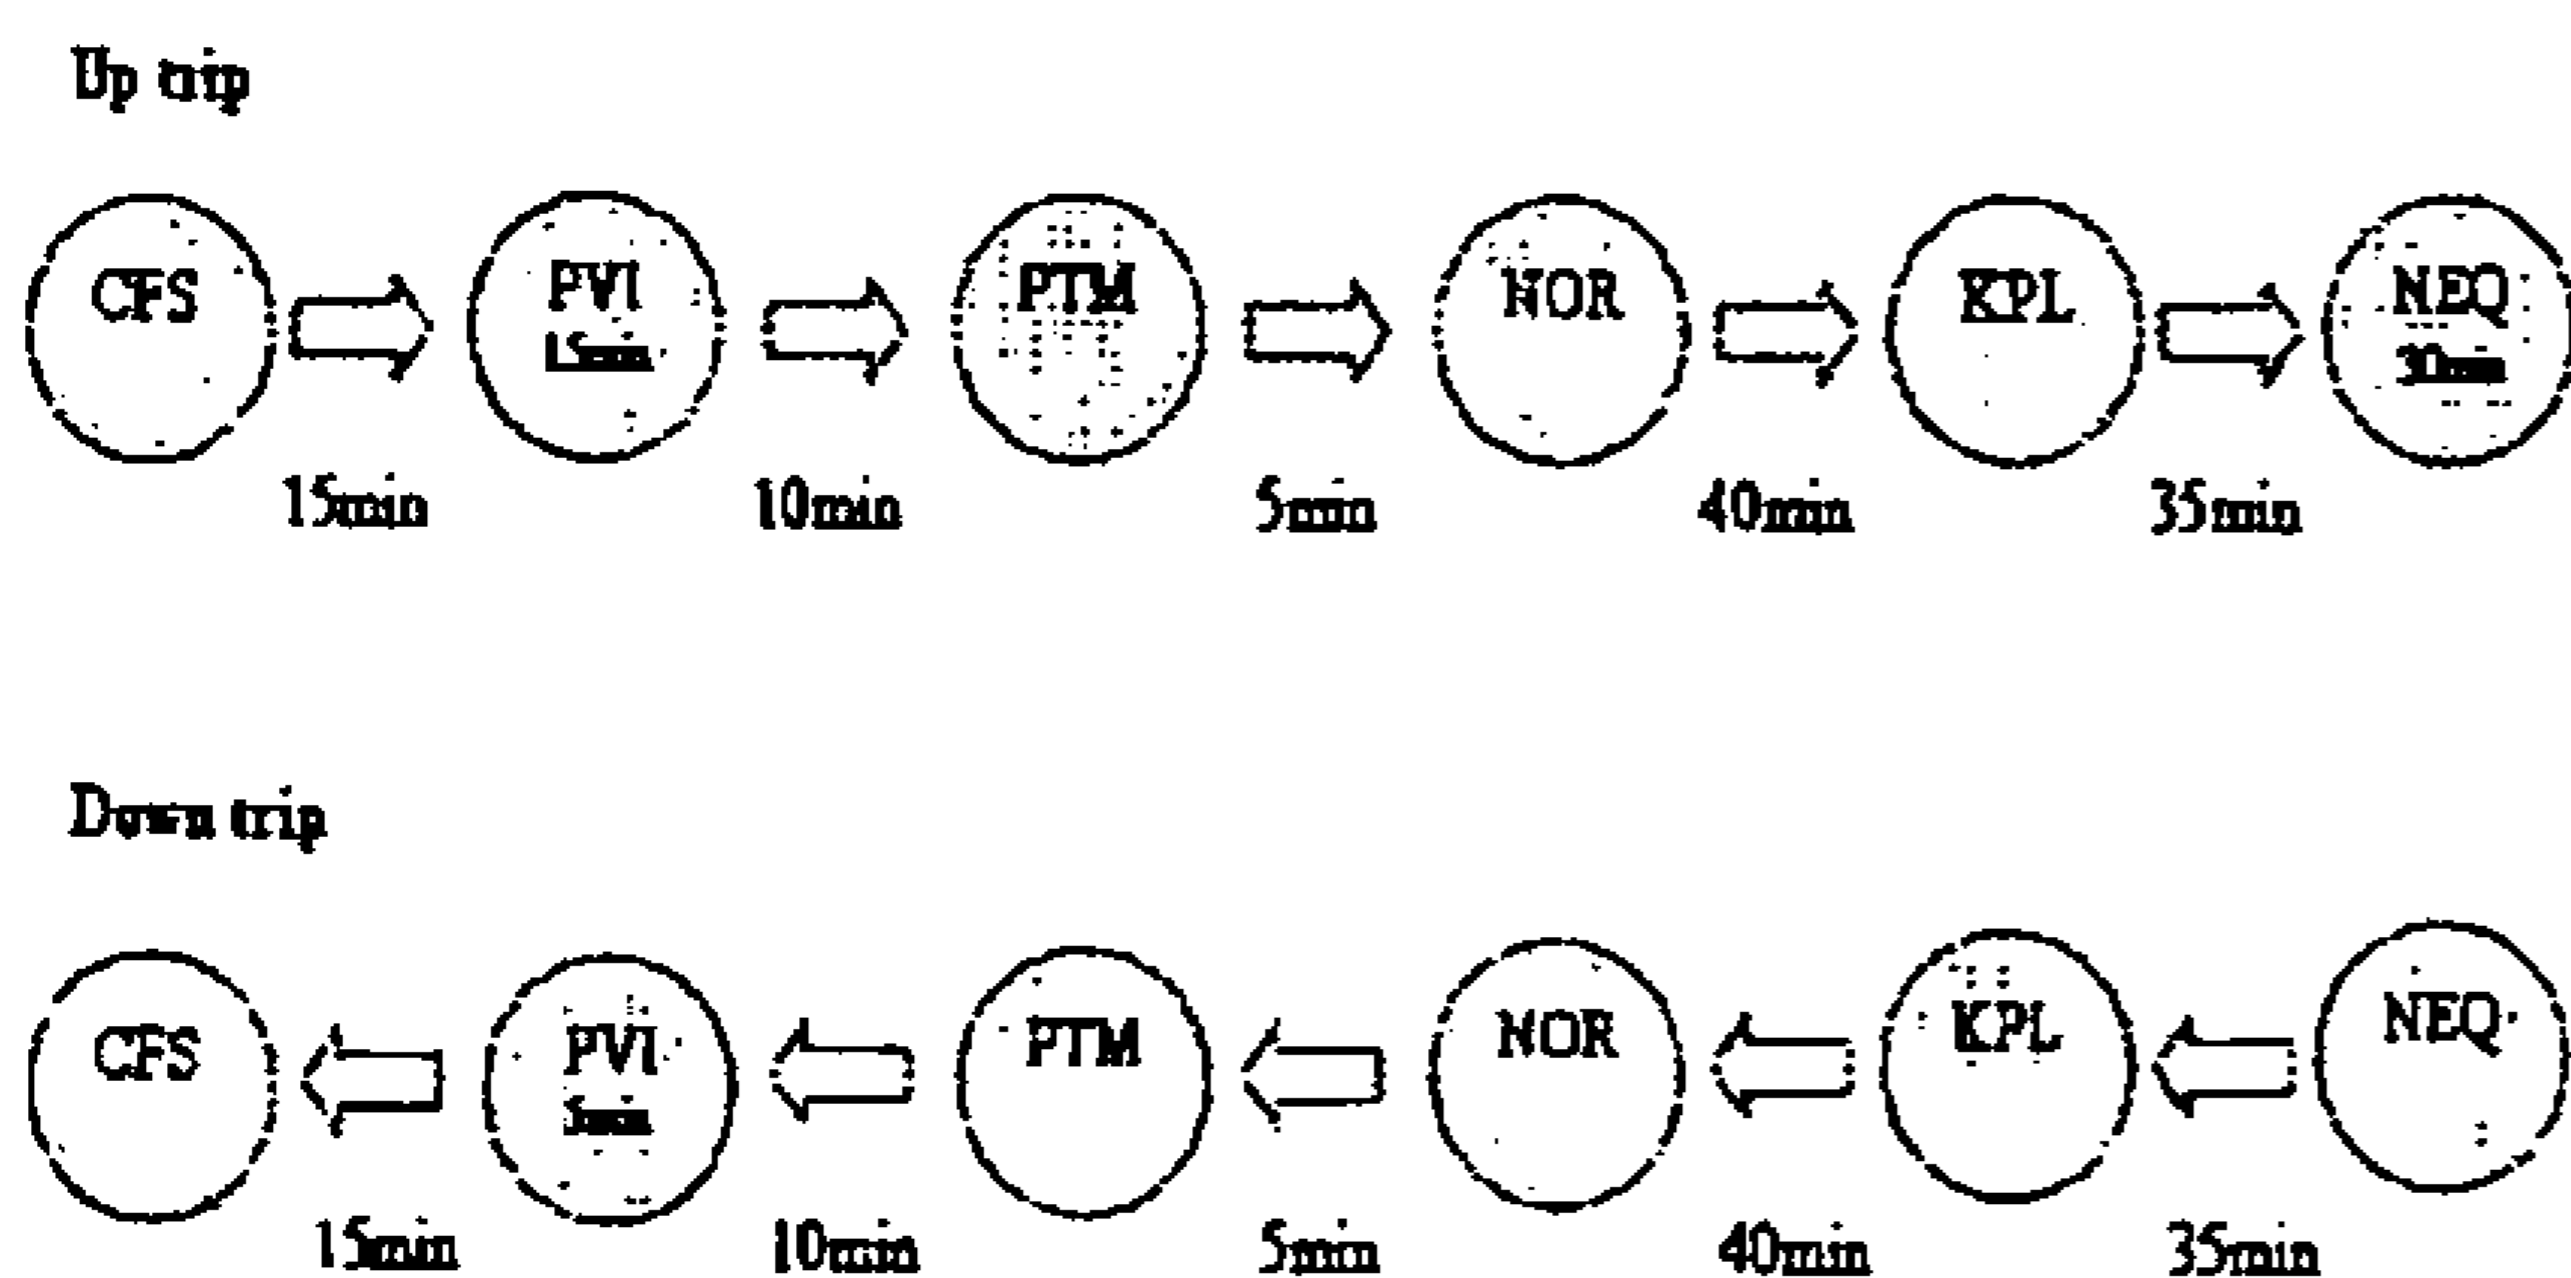 Up trip
CFS PVI PTM NOR KPL NEQ
15min 30min
15min 10min 5min 40min 35min
Down trip
CFS PVI PTM NOR KPL NEQ
5min
15min 10min 5min 40min 35min